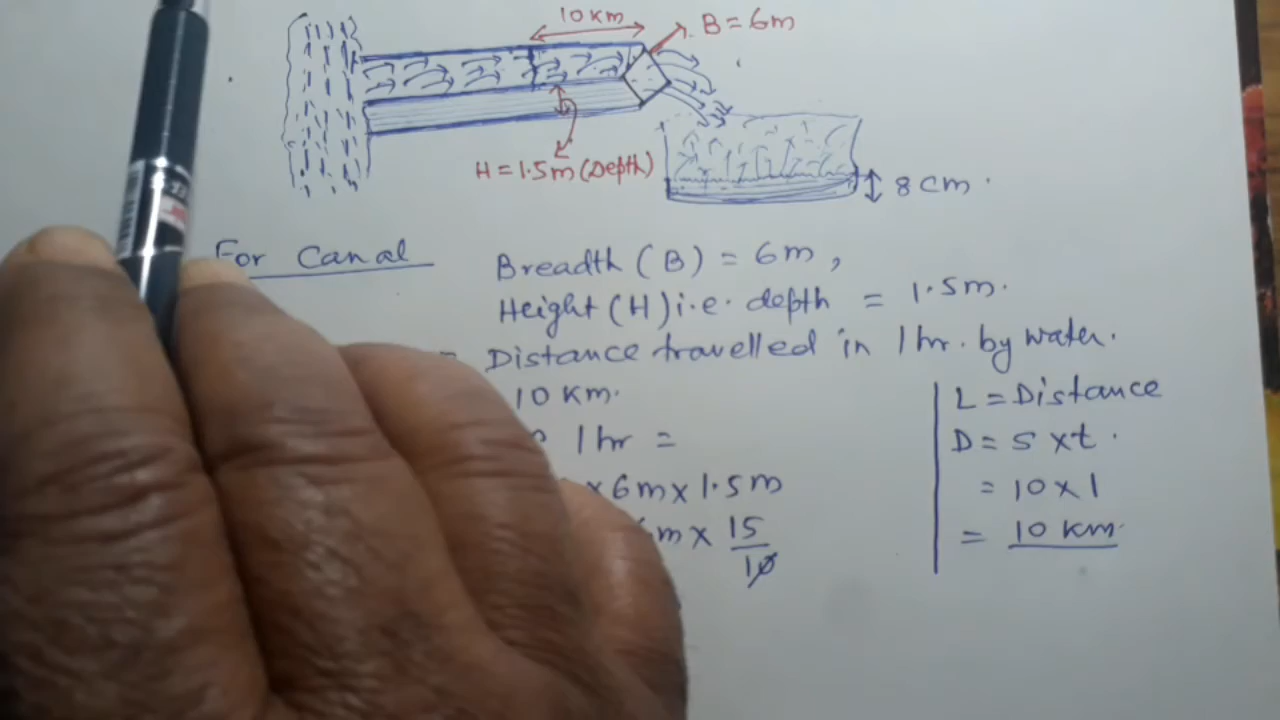 10 km
B = 6m
H = 1.5m (Depth)
8 cm.
For Canal
Breadth (B) = 6m,
Height (H) i.e. depth = 1.5m.
= Distance travelled in 1 hr. by water.
10 Km.
1 hr =
× 6m × 1.5m
m × 15
10
L = Distance
D = S × t.
= 10 × 1
= 10 km.